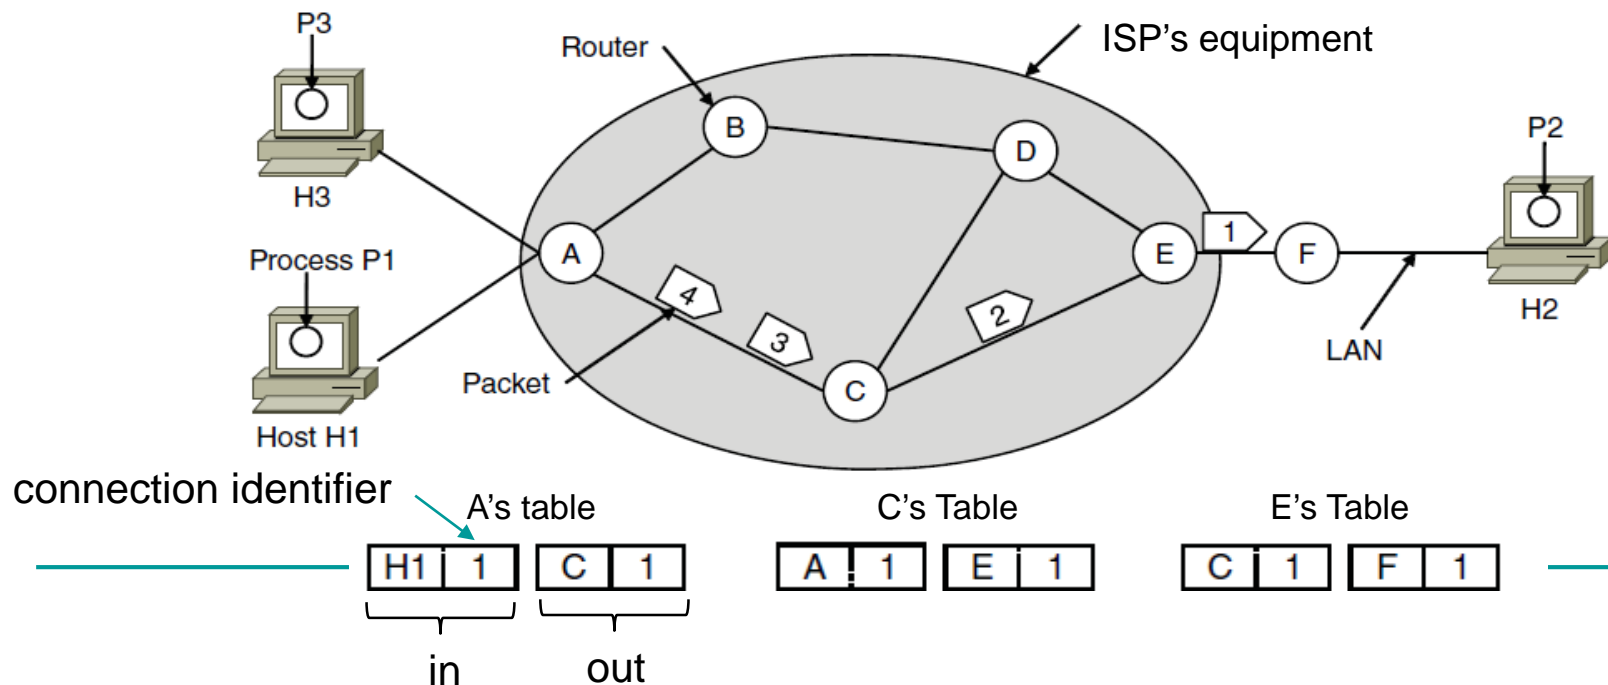 P3
Router
ISP's equipment
B
P2
D
H3
1
Process P1
A
E
F
4
2
H2
3
LAN
Packet
C
Host H1
connection identifier
A's table
C's Table
E's Table
H1 1 C 1
A 1 E 1
C 1 F 1
in
out